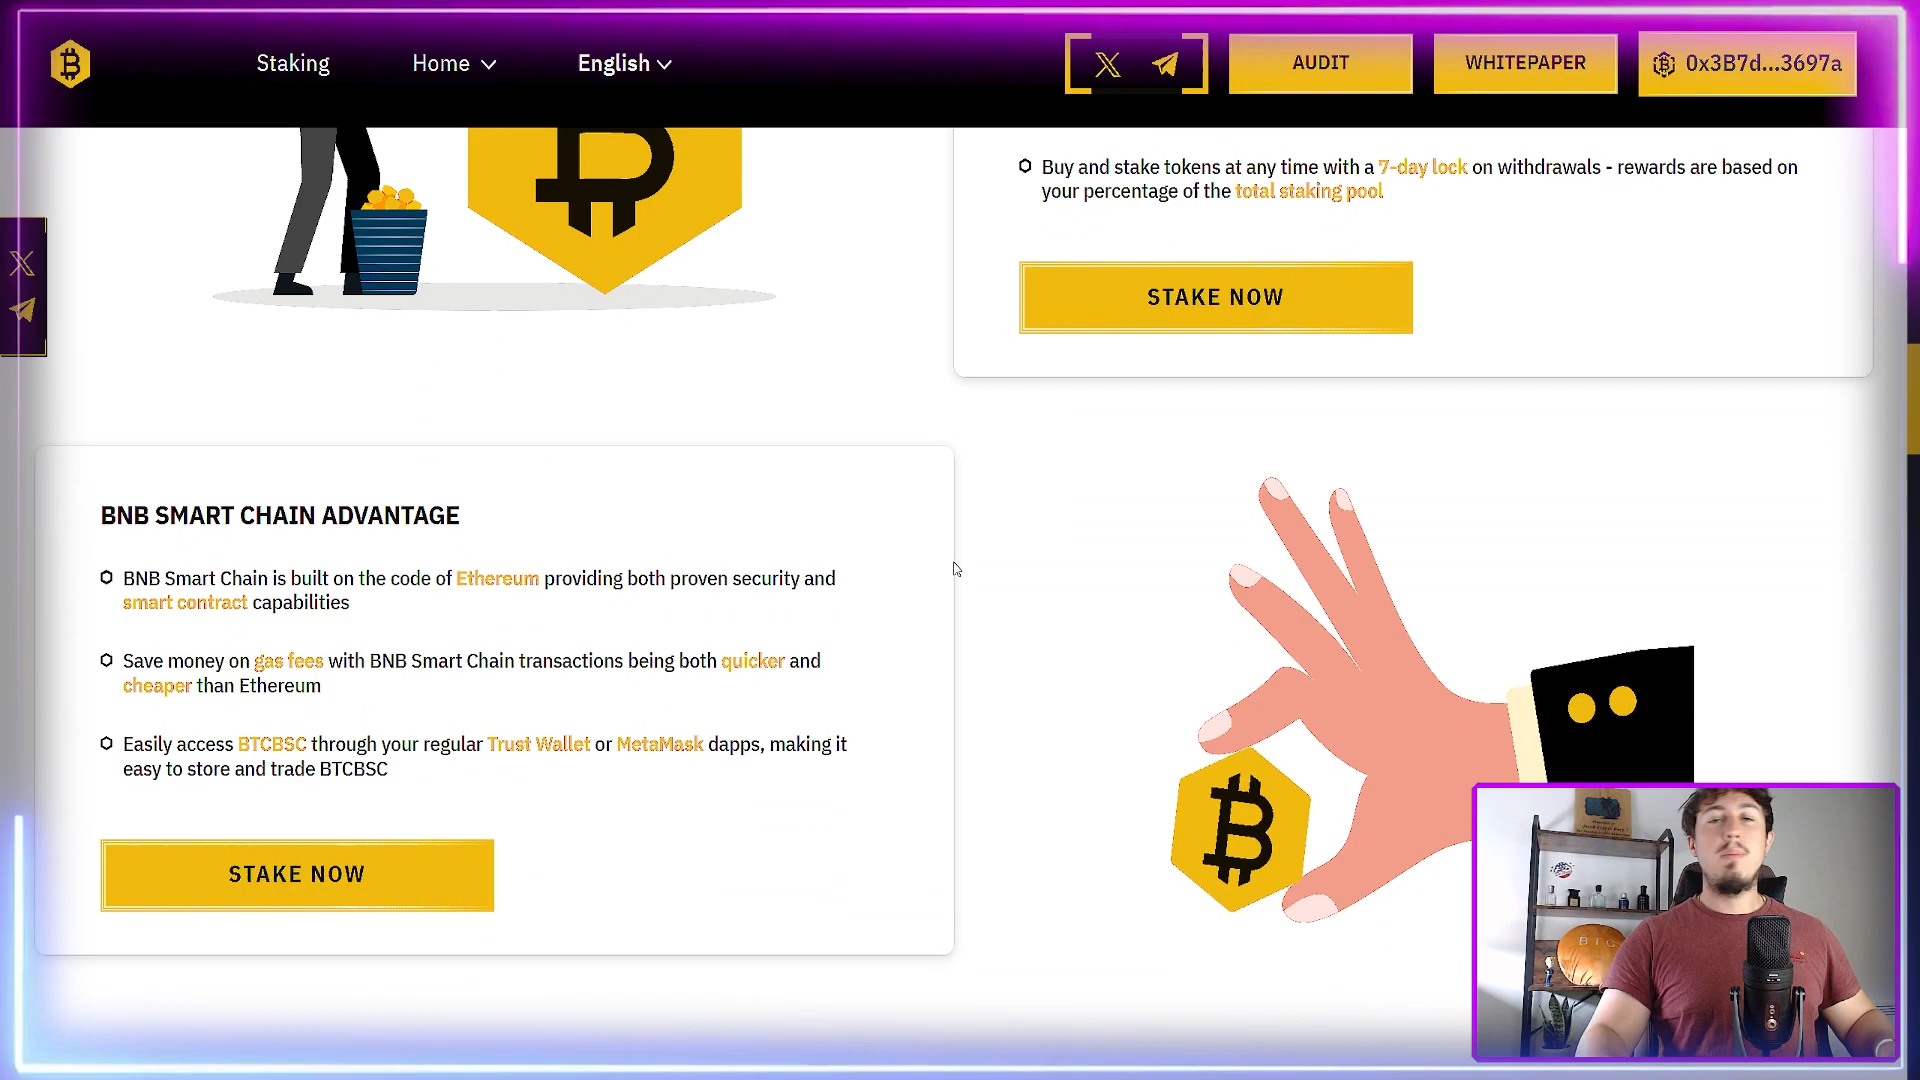 Staking
Home
English
AUDIT
WHITEPAPER
0x3B7d...3697a
Buy and stake tokens at any time with a 7-day lock on withdrawals - rewards are based on
your percentage of the total staking pool
STAKE NOW
BNB SMART CHAIN ADVANTAGE
BNB Smart Chain is built on the code of Ethereum providing both proven security and
smart contract capabilities
Save money on gas fees with BNB Smart Chain transactions being both quicker and
cheaper than Ethereum
Easily access BTCBSC through your regular Trust Wallet or MetaMask dapps, making it
easy to store and trade BTCBSC
STAKE NOW
BTC